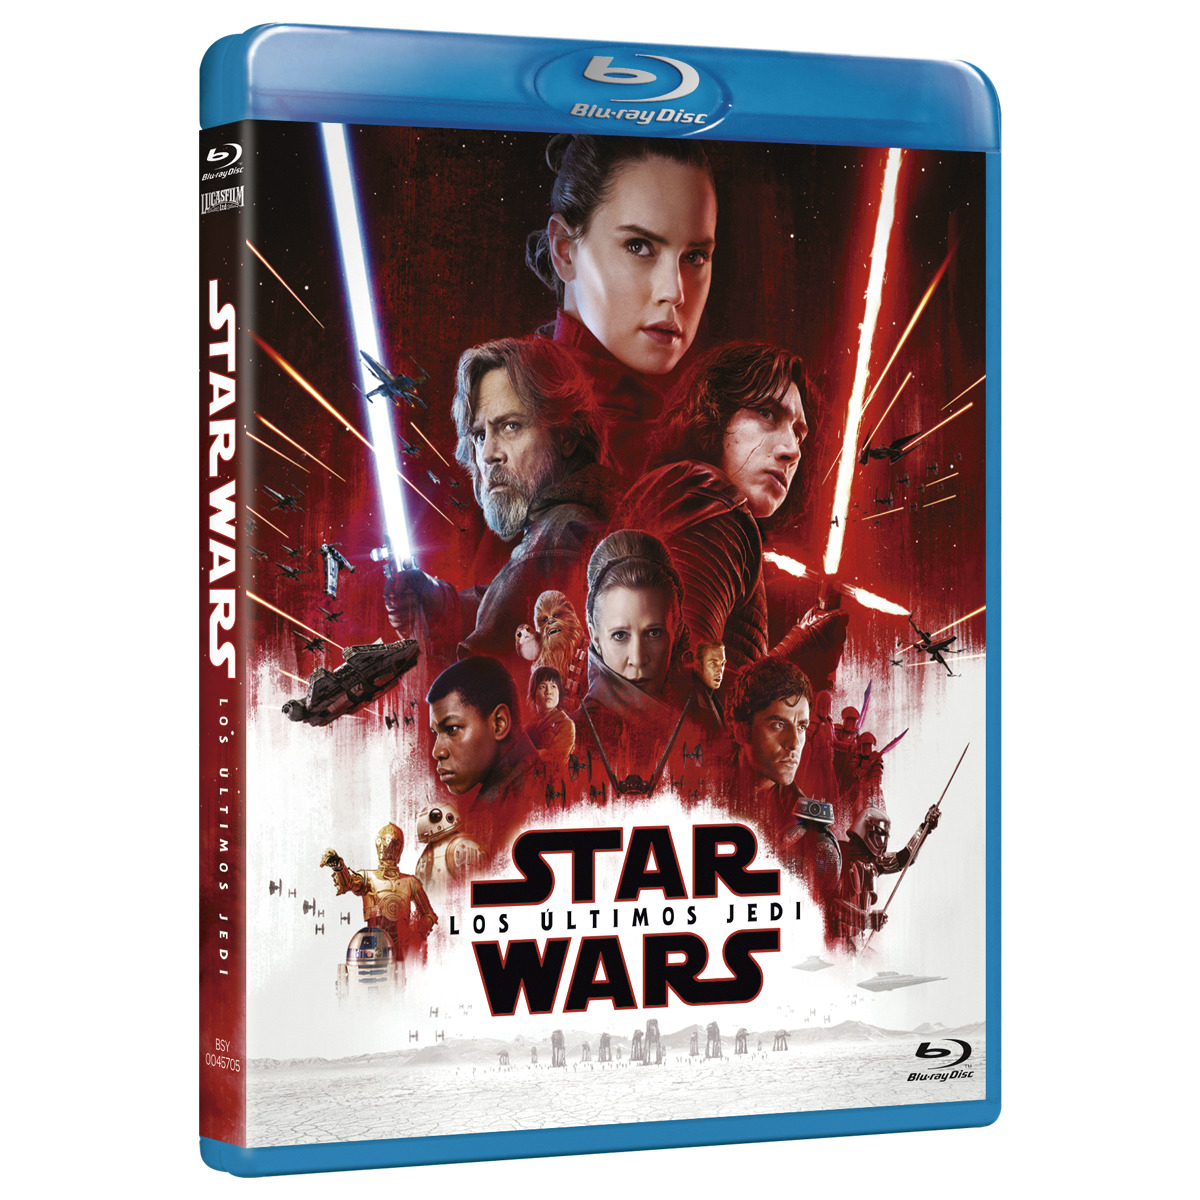 Blu-ray Disc
Blu-ray Disc
LUCASFILM
Ltd
STAR WARS
LOS ÚLTIMOS JEDI
BSY
0045705
STAR
LOS ÚLTIMOS JEDI
WARS
Blu-ray Disc